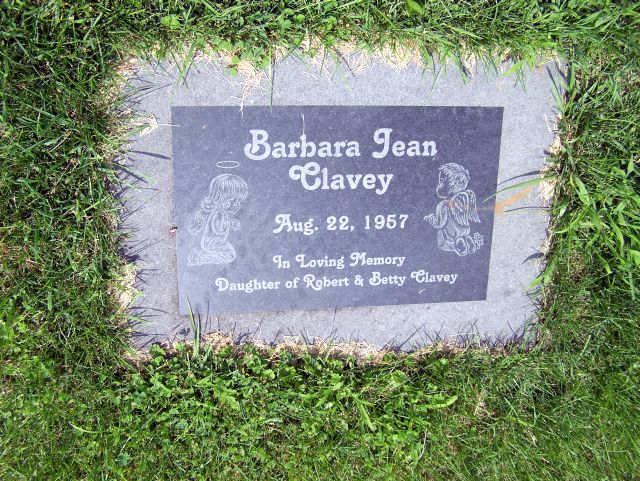 Barbara Jean
Clavey
Aug. 22, 1957
In Loving Memory
Daughter of Robert & Betty Clavey